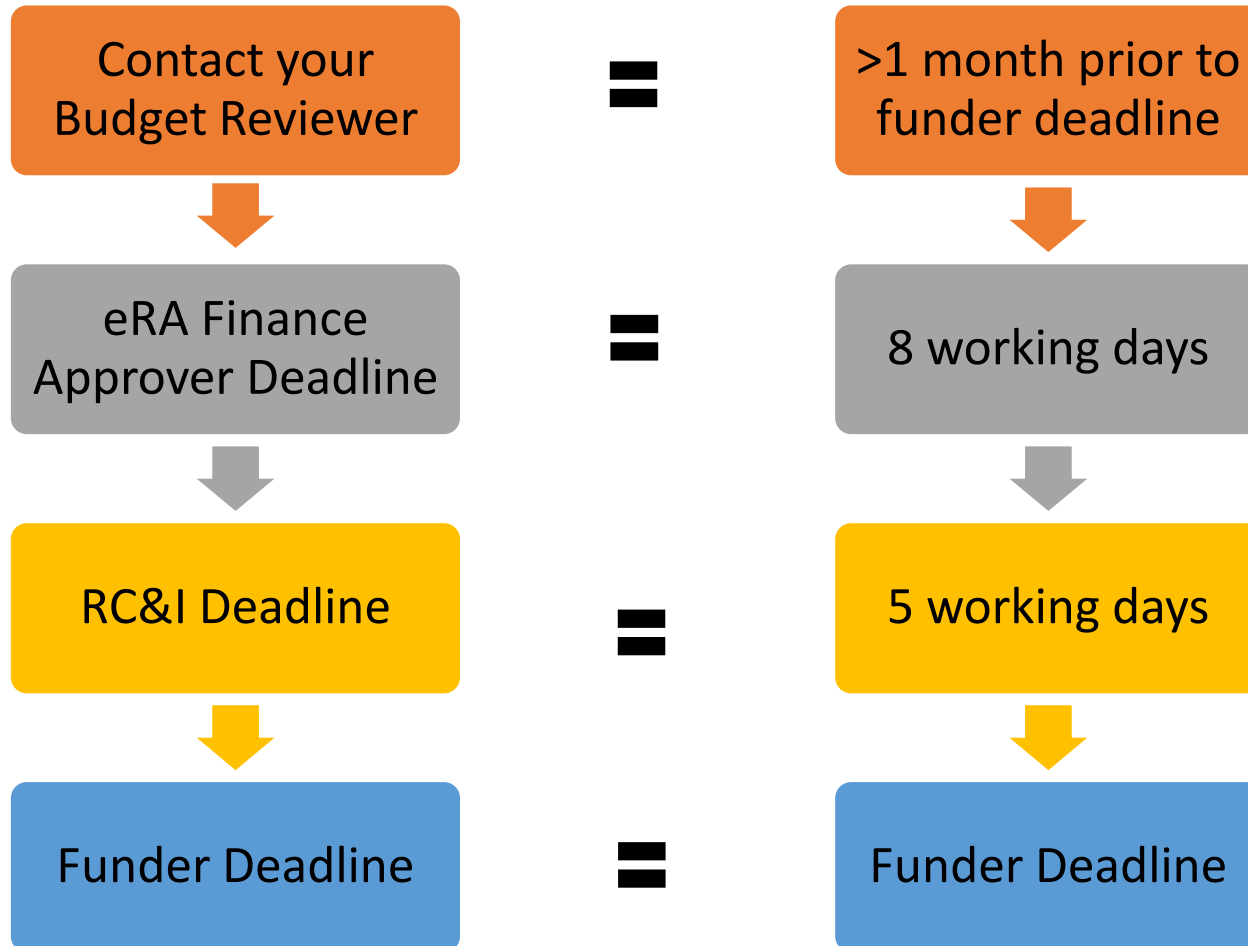 Contact your
Budget Reviewer
=
>1 month prior to
funder deadline
eRA Finance
Approver Deadline
=
8 working days
RC&I Deadline
=
5 working days
Funder Deadline
=
Funder Deadline